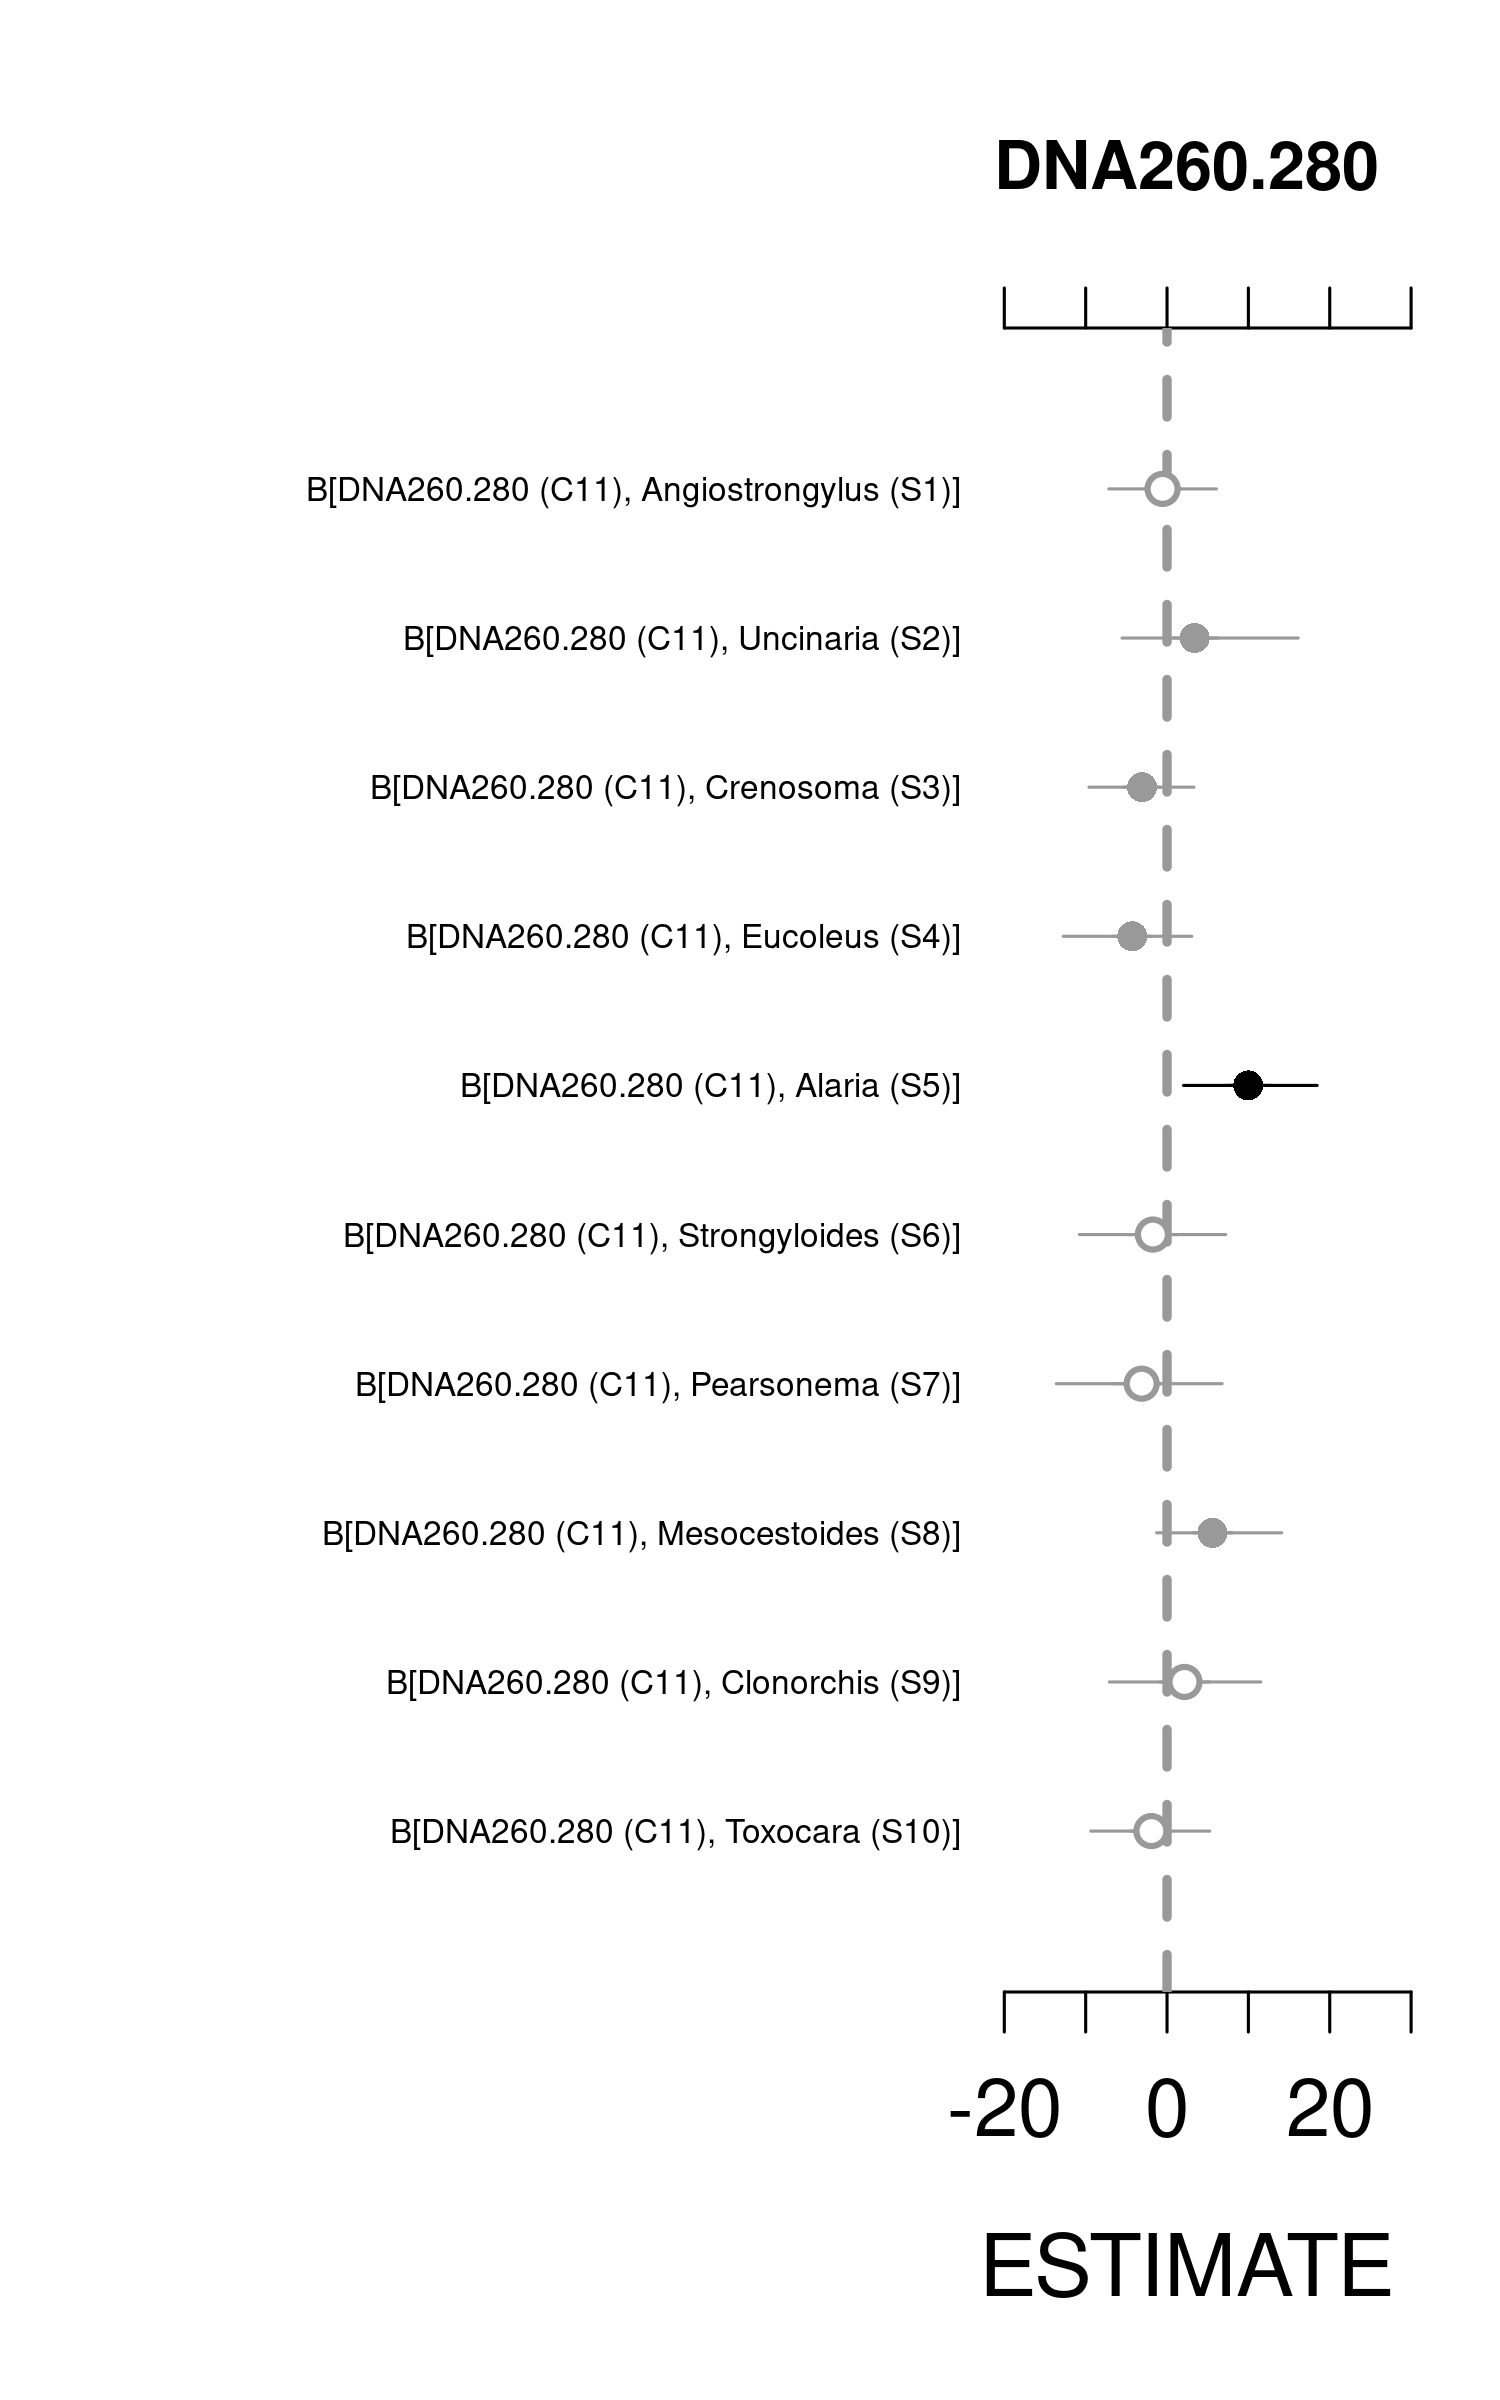 DNA260.280
B[DNA260.280 (C11), Angiostrongylus (S1)]
B[DNA260.280 (C11), Uncinaria (S2)]
B[DNA260.280 (C11), Crenosoma (S3)]
B[DNA260.280 (C11), Eucoleus (S4)]
B[DNA260.280 (C11), Alaria (S5)]
B[DNA260.280 (C11), Strongyloides (S6)]
B[DNA260.280 (C11), Pearsonema (S7)]
B[DNA260.280 (C11), Mesocestoides (S8)]
B[DNA260.280 (C11), Clonorchis (S9)]
B[DNA260.280 (C11), Toxocara (S10)]
-20 0 20
ESTIMATE